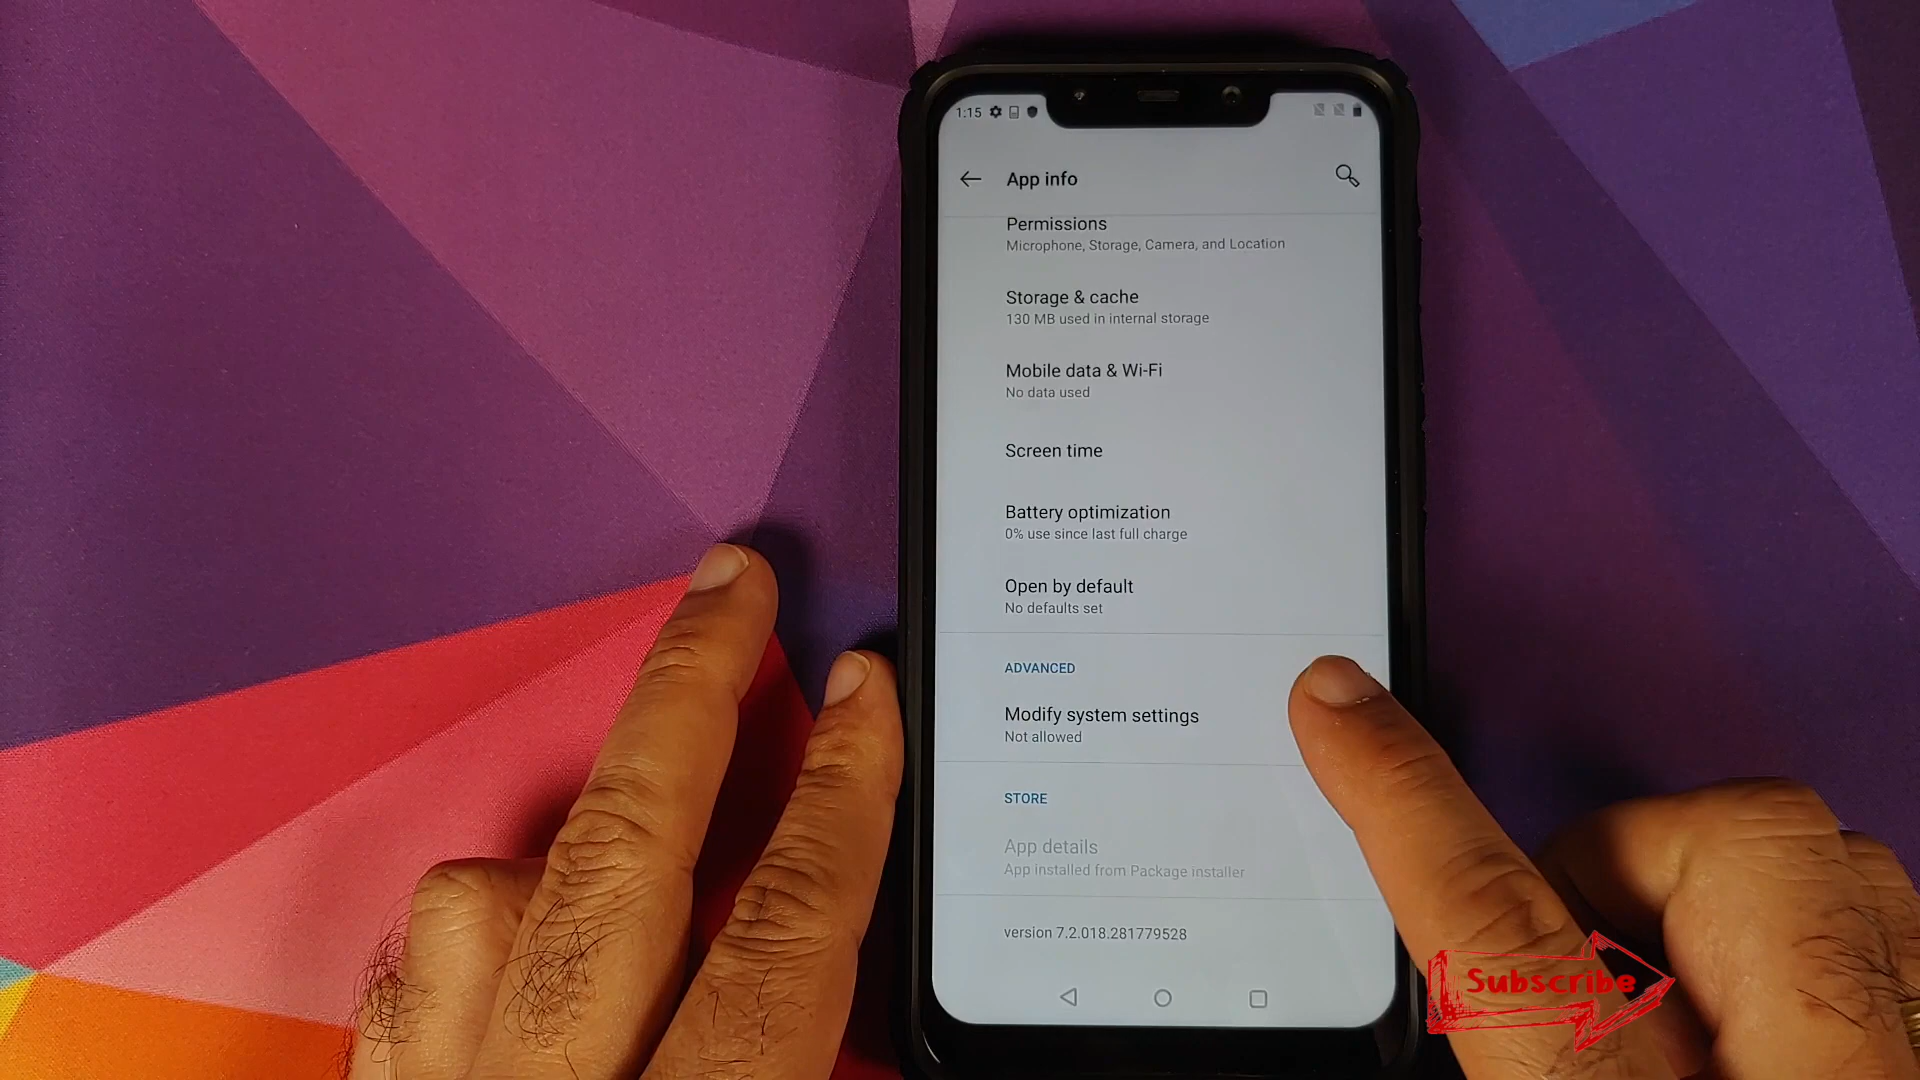 1:15
App info
Permissions
Microphone, Storage, Camera, and Location
Storage & cache
130 MB used in internal storage
Mobile data & Wi-Fi
No data used
Screen time
Battery optimization
0% use since last full charge
Open by default
No defaults set
ADVANCED
Modify system settings
Not allowed
STORE
App details
App installed from Package installer
version 7.2.018.281779528
Subscribe